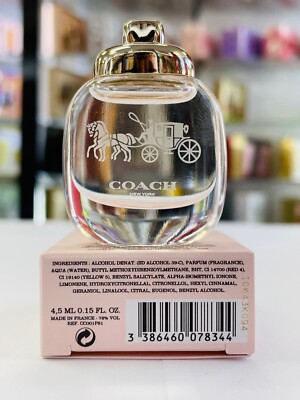 COACH
NEW YORK
INGREDIENTS: ALCOHOL DENAT. (SD ALCOHOL 39-C), PARFUM (FRAGRANCE),
AQUA (WATER), BUTYL METHOXYDIBENZOYLMETHANE, BHT, CI 14700 (RED 4),
CI 19140 (YELLOW 5), BENZYL SALICYLATE, ALPHA-ISOMETHYL IONONE,
LIMONENE, HYDROXYCITRONELLAL, CITRONELLOL, HEXYL CINNAMAL,
GERANIOL, LINALOOL, CITRAL, EUGENOL, BENZYL ALCOHOL
4,5 ML 0.15 FL. OZ.
MADE IN FRANCE - 78% VOL
REF. CC001P81
3 386460 078344